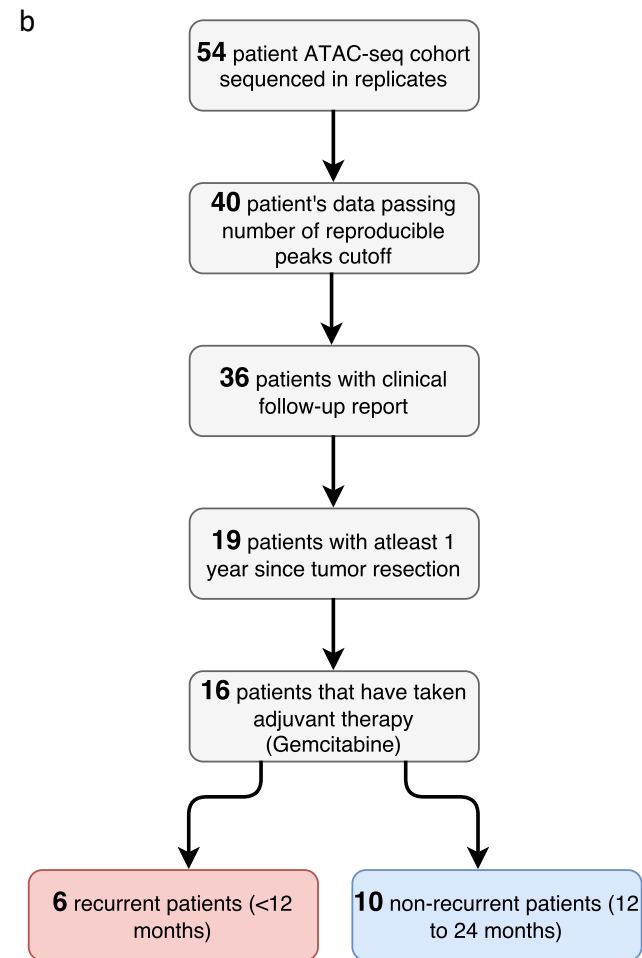 b
54 patient ATAC-seq cohort
sequenced in replicates
40 patient's data passing
number of reproducible
peaks cutoff
36 patients with clinical
follow-up report
19 patients with atleast 1
year since tumor resection
16 patients that have taken
adjuvant therapy
(Gemcitabine)
6 recurrent patients (<12
months)
10 non-recurrent patients (12
to 24 months)